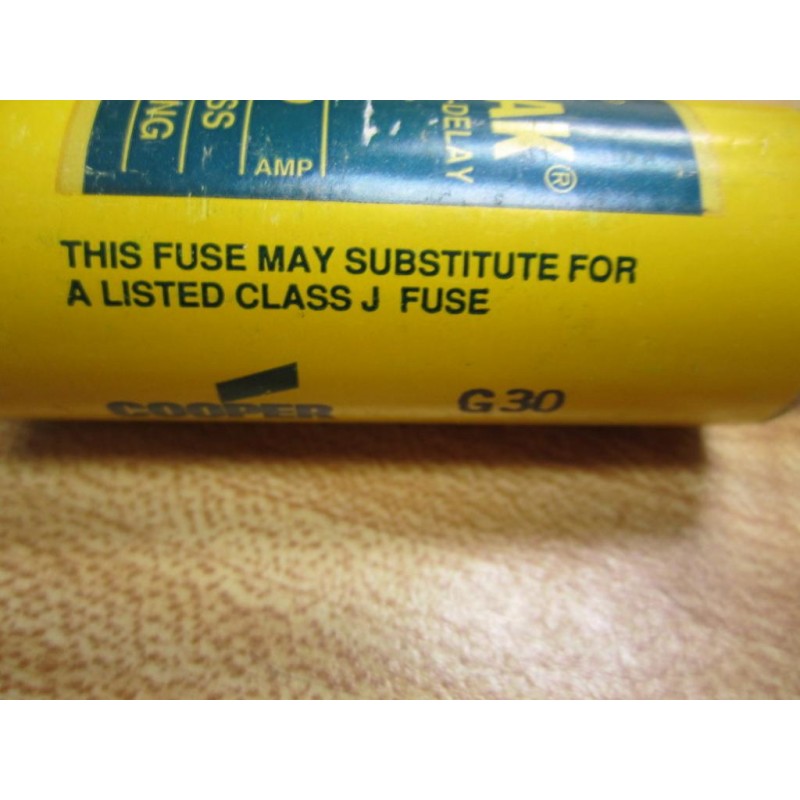 THIS FUSE MAY SUBSTITUTE FOR
A LISTED CLASS J FUSE
COOPER
G30
AMP
AK®
-DELAY
SS
NG